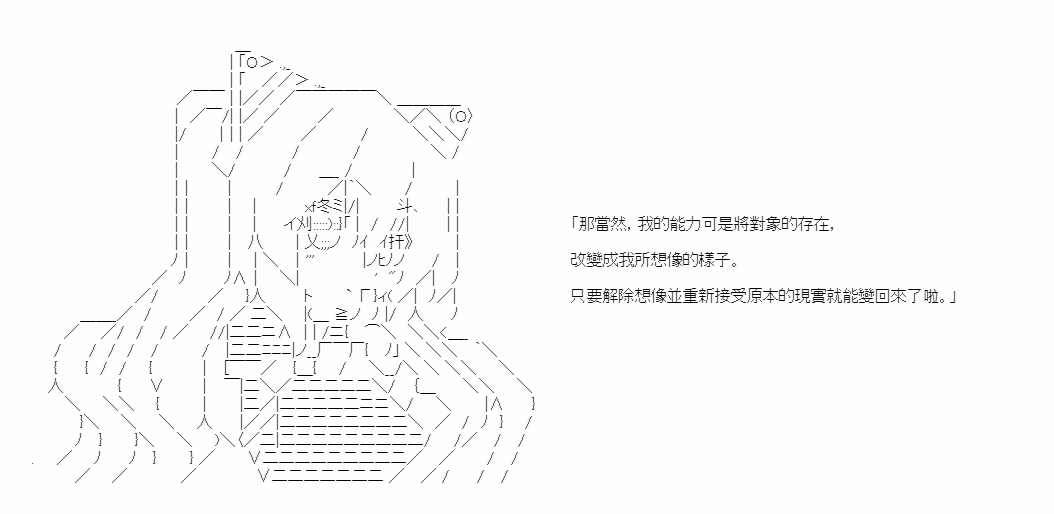 「那當然，我的能力可是將對象的存在，
改變成我所想像的樣子。
只要解除想像並重新接受原本的現實就能變回來了啦。」